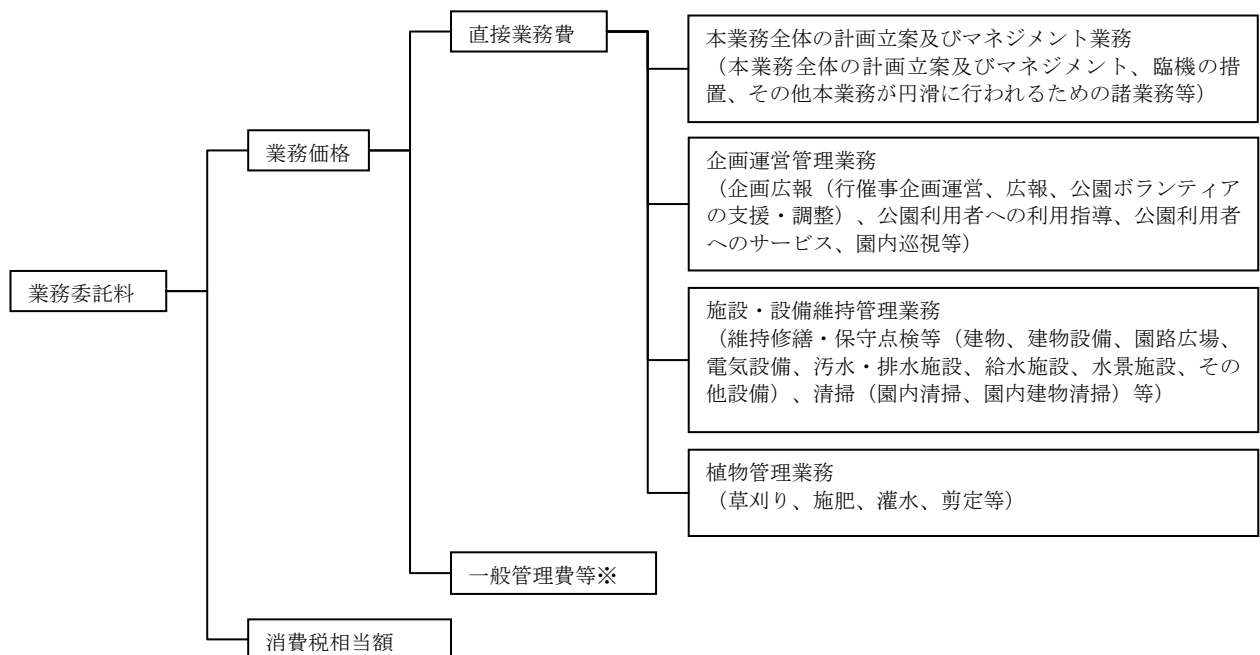 直接業務費
本業務全体の計画立案及びマネジメント業務
（本業務全体の計画立案及びマネジメント、臨機の措
置、その他本業務が円滑に行われるための諸業務等）
業務価格
企画運営管理業務
（企画広報（行催事企画運営、広報、公園ボランティア
の支援・調整）、公園利用者への利用指導、公園利用者
へのサービス、園内巡視等）
業務委託料
施設・設備維持管理業務
（維持修繕・保守点検等（建物、建物設備、園路広場、
電気設備、汚水・排水施設、給水施設、水景施設、その
他設備）、清掃（園内清掃、園内建物清掃）等）
植物管理業務
（草刈り、施肥、灌水、剪定等）
一般管理費等※
消費税相当額